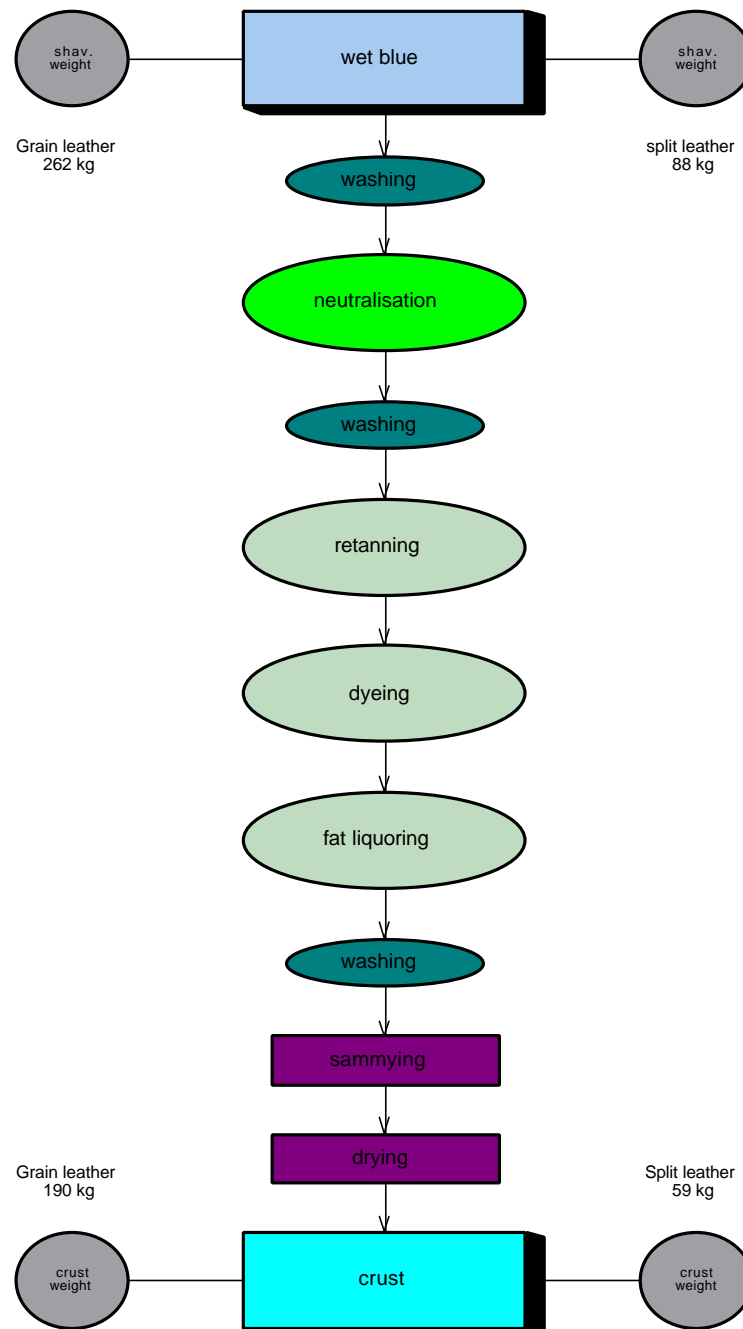 shav.
weight
wet blue
shav.
weight
Grain leather
262 kg
split leather
88 kg
washing
neutralisation
washing
retanning
dyeing
fat liquoring
washing
sammying
drying
Grain leather
190 kg
Split leather
59 kg
crust
weight
crust
crust
weight